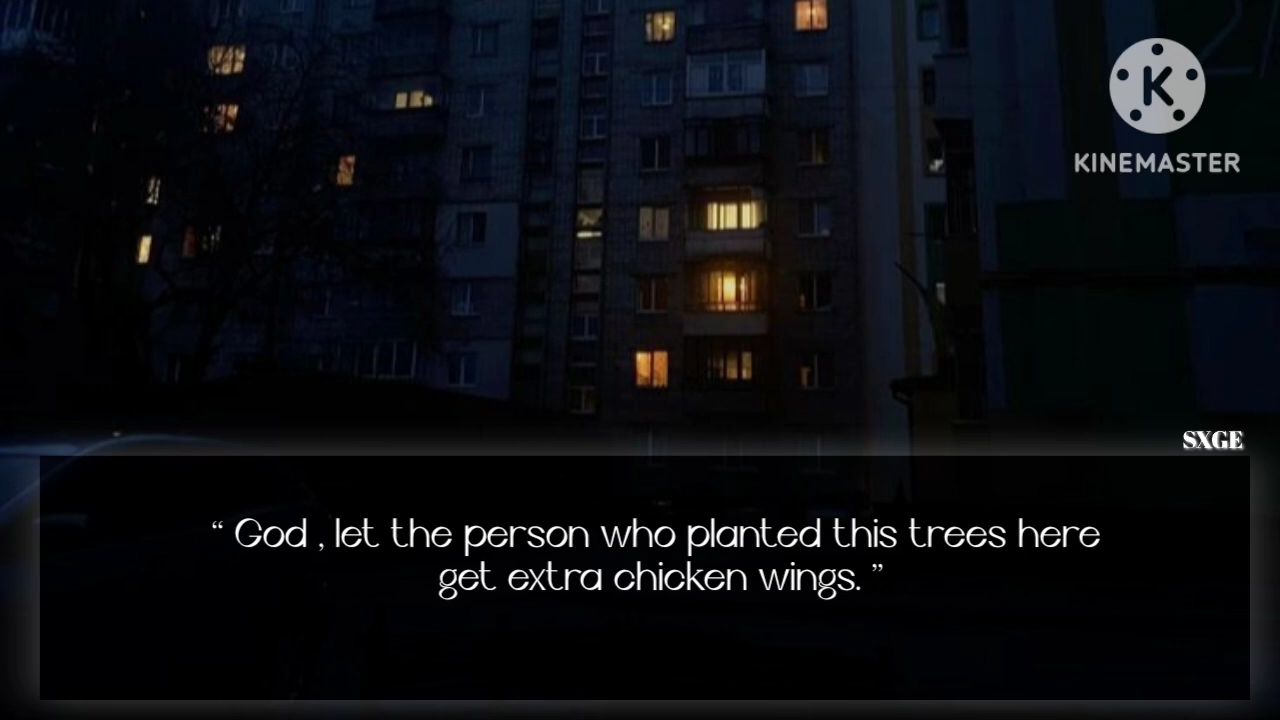 KINEMASTER
SXGE
“ God , let the person who planted this trees here
get extra chicken wings. ”